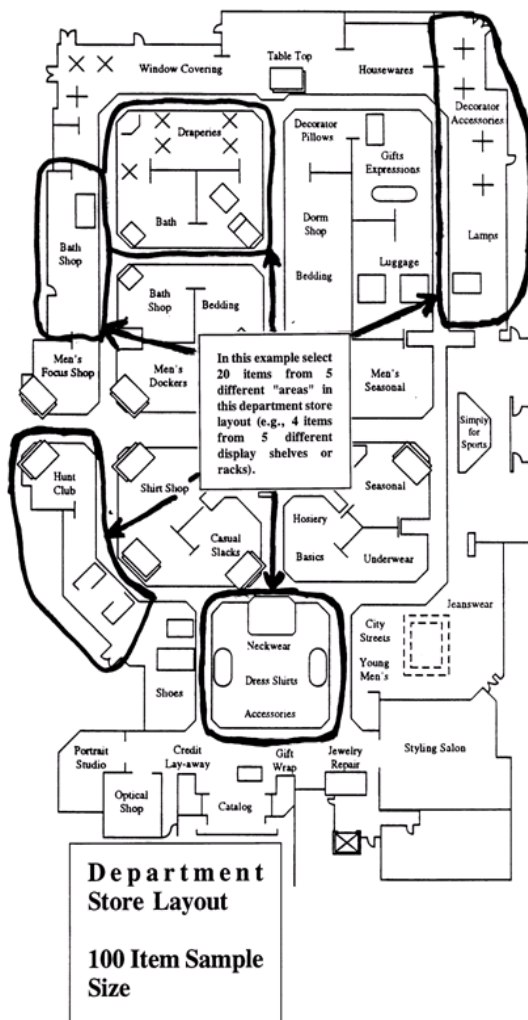 Window Covering
Table Top
Housewares
Decorator
Accessories
Draperies
Decorator
Pillows
Gifts
Expressions
Bath
Dorm
Shop
Lamps
Bath
Shop
Bath
Shop
Bedding
Bedding
Luggage
Men's
Focus Shop
Men's
Dockers
In this example select
20 items from 5
different "areas" in
this department store
layout (e.g., 4 items
from 5 different
display shelves or
racks).
Men's
Seasonal
Simply
for
Sports
Hunt
Club
Shirt Shop
Seasonal
Casual
Slacks
Hosiery
Basics
Underwear
Jeanswear
City
Streets
Young
Men's
Neckwear
Dress Shirts
Accessories
Shoes
Portrait
Studio
Credit
Lay-away
Gift
Wrap
Jewelry
Repair
Styling Salon
Optical
Shop
Catalog
Department
Store Layout
100 Item Sample
Size